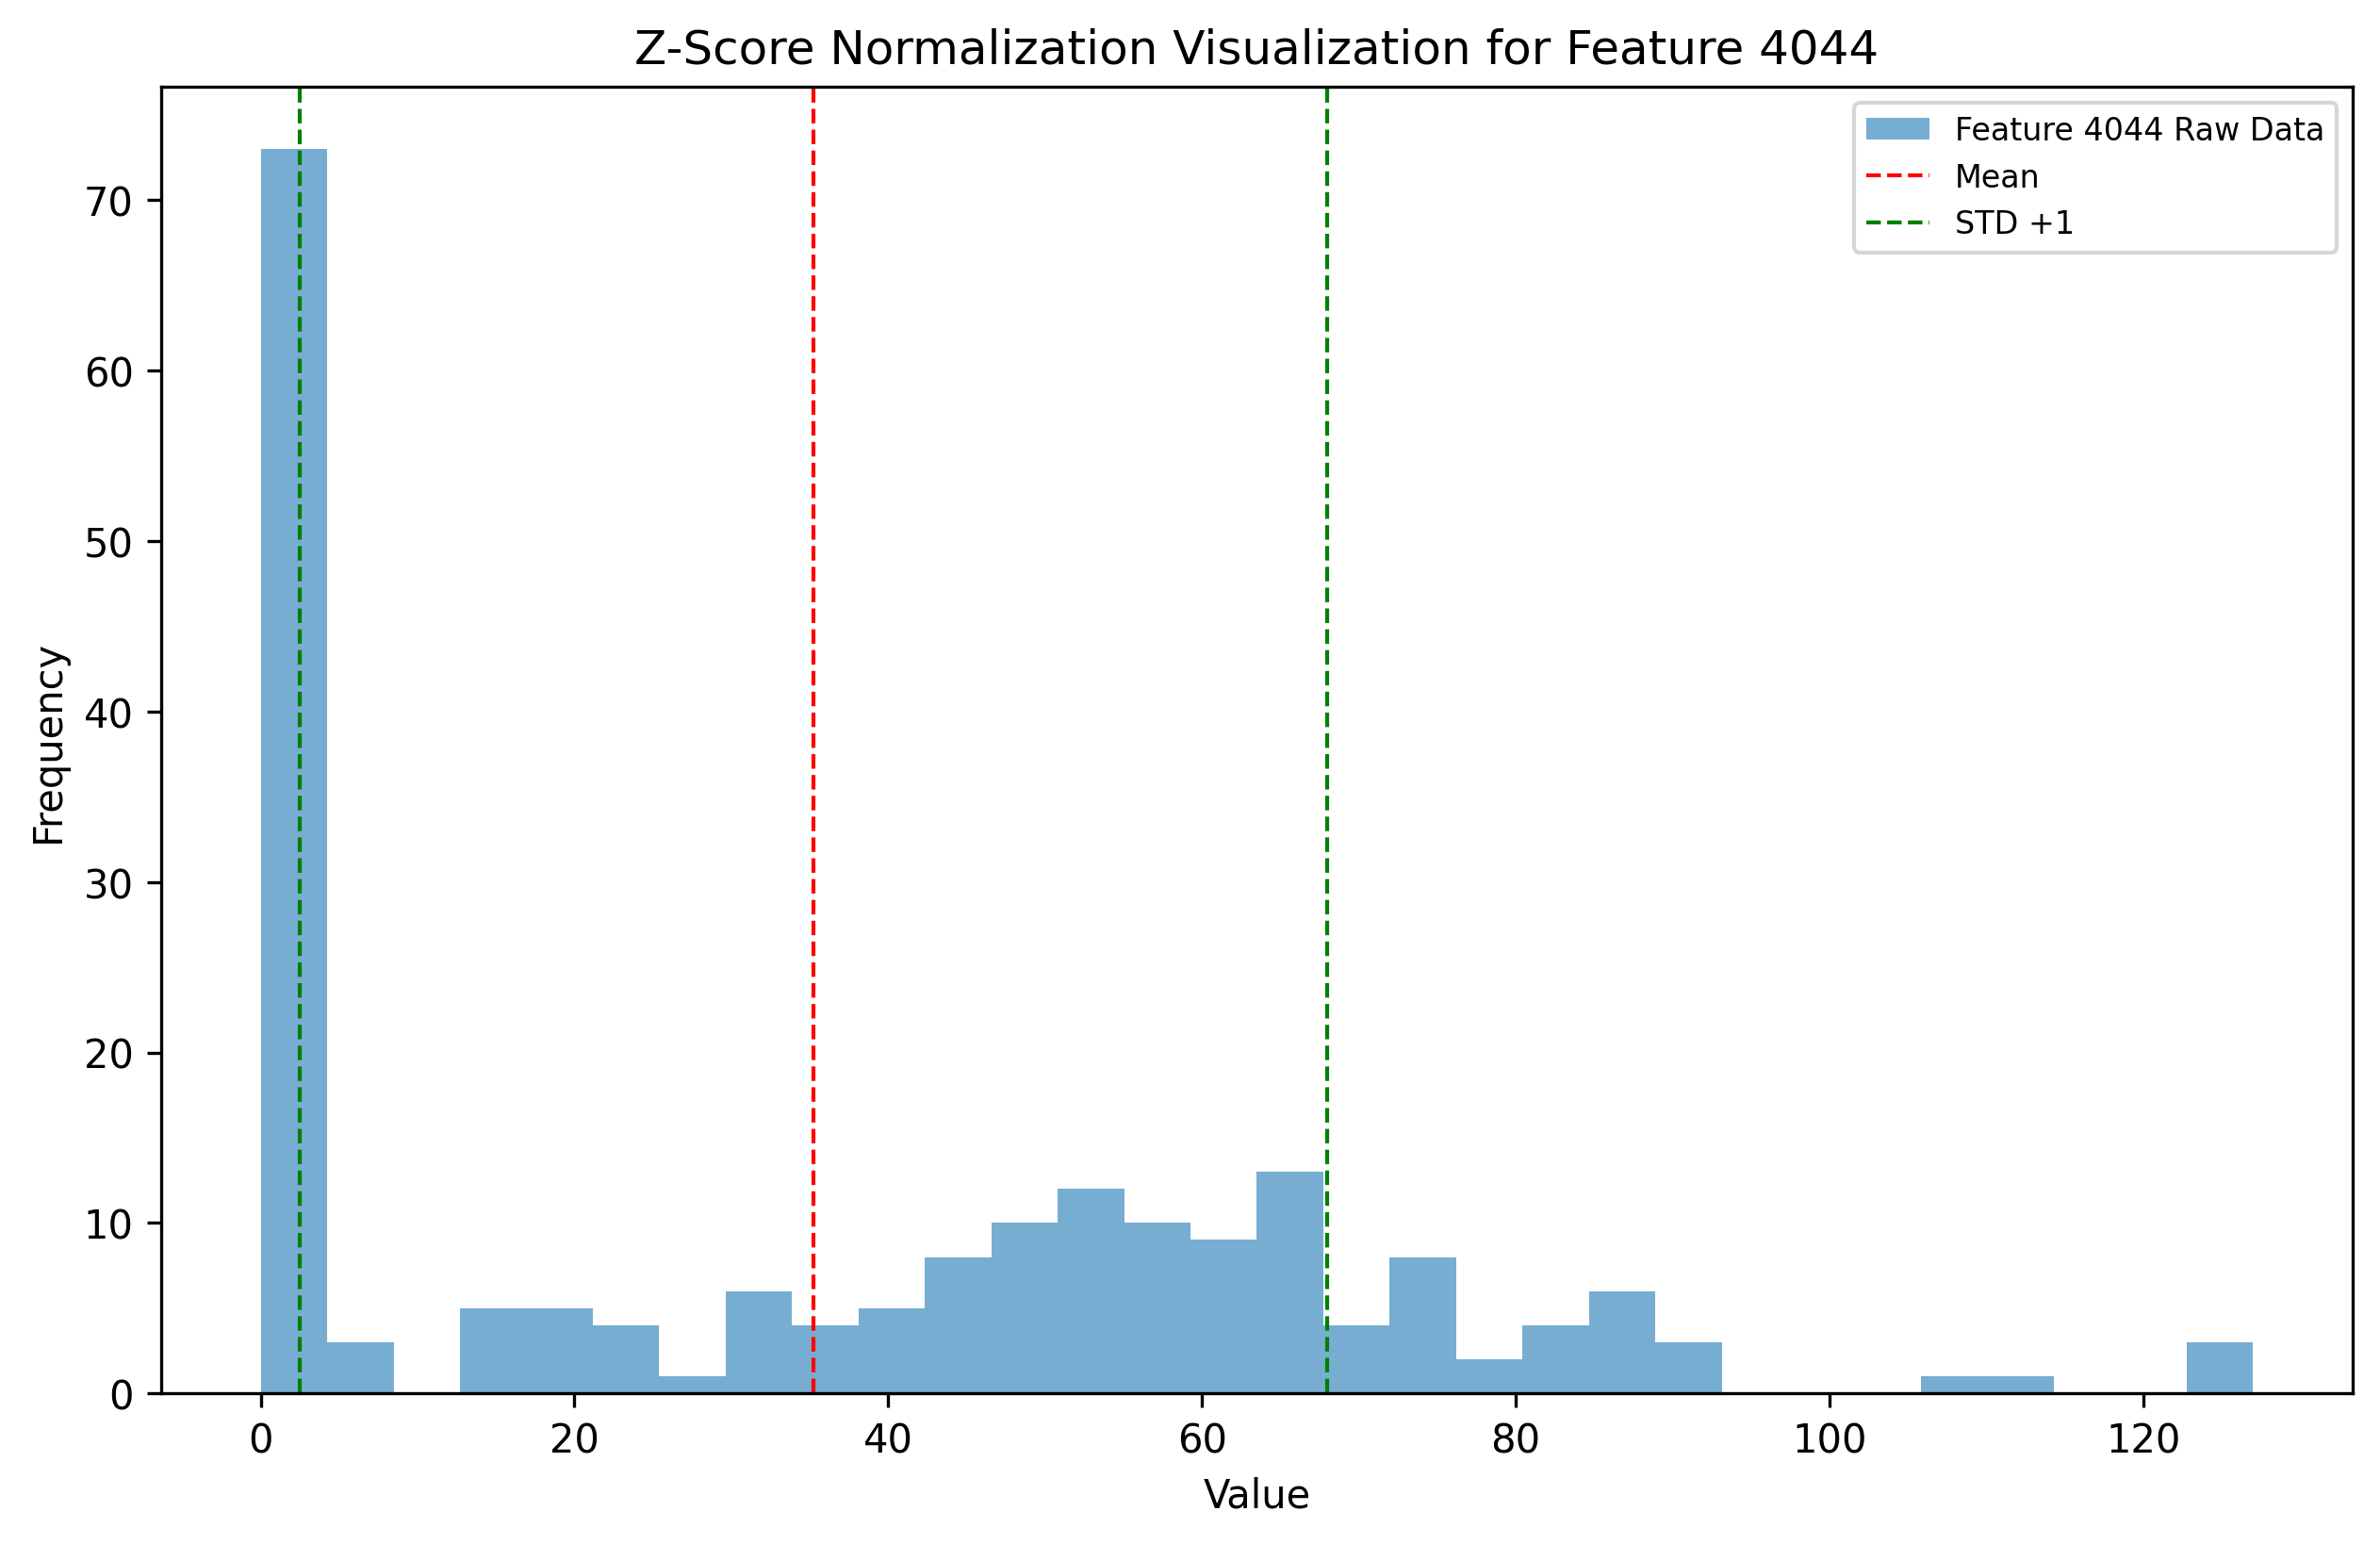 Z-Score Normalization Visualization for Feature 4044
Feature 4044 Raw Data
Mean
STD +1
70
60
50
40
30
20
10
0
Frequency
0 20 40 60 80 100 120
Value